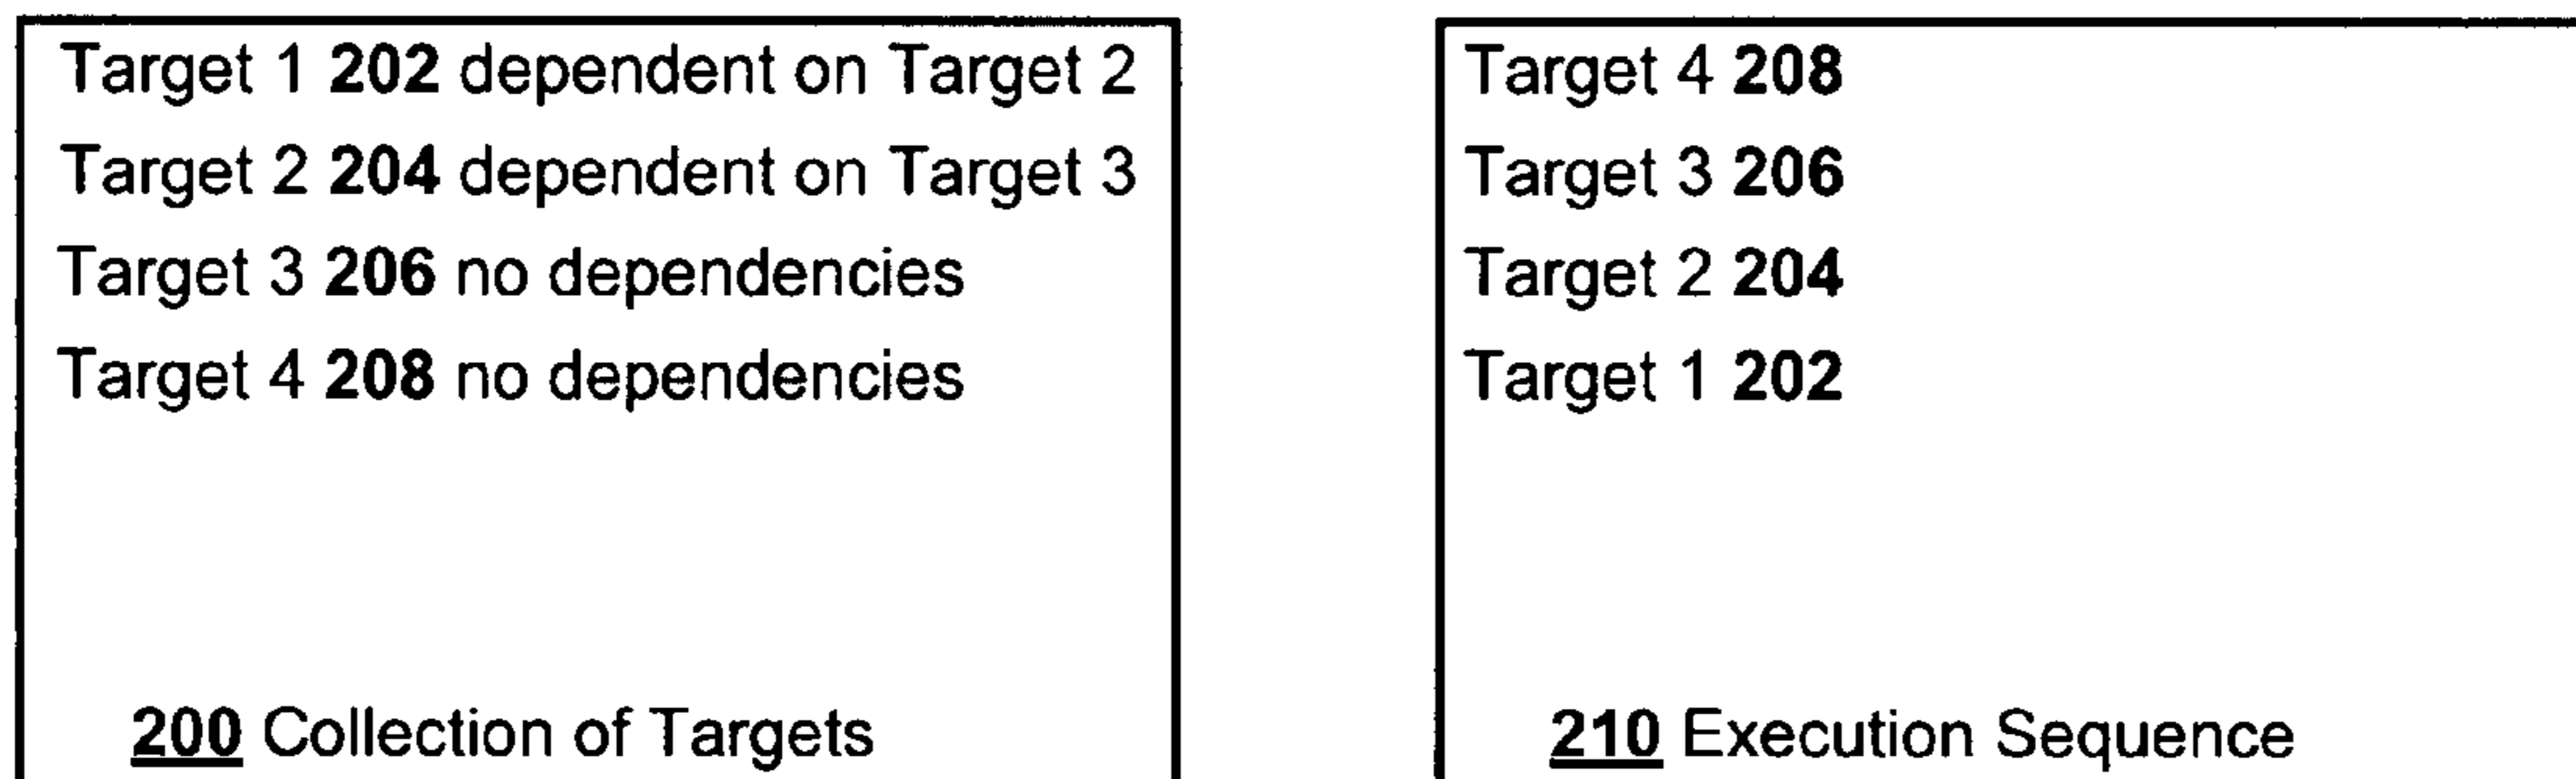 Target 1 202 dependent on Target 2
Target 2 204 dependent on Target 3
Target 3 206 no dependencies
Target 4 208 no dependencies
200 Collection of Targets
Target 4 208
Target 3 206
Target 2 204
Target 1 202
210 Execution Sequence